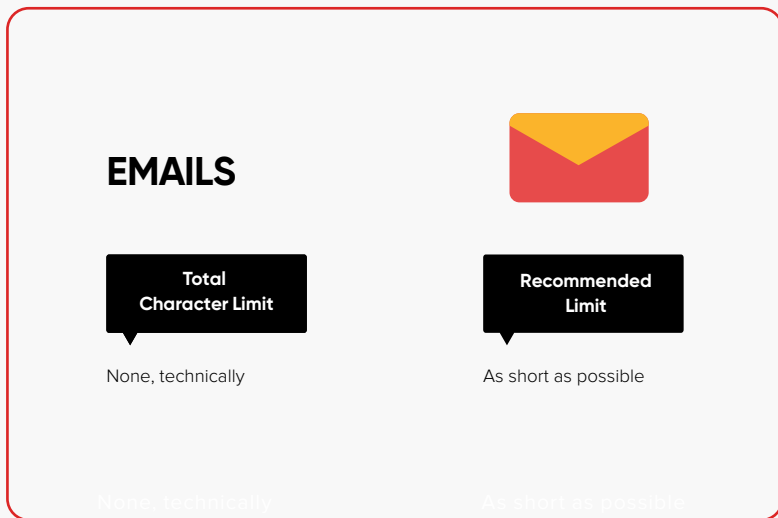 EMAILS
Total
Character Limit
Recommended
Limit
None, technically
As short as possible
None, technically
As short as possible